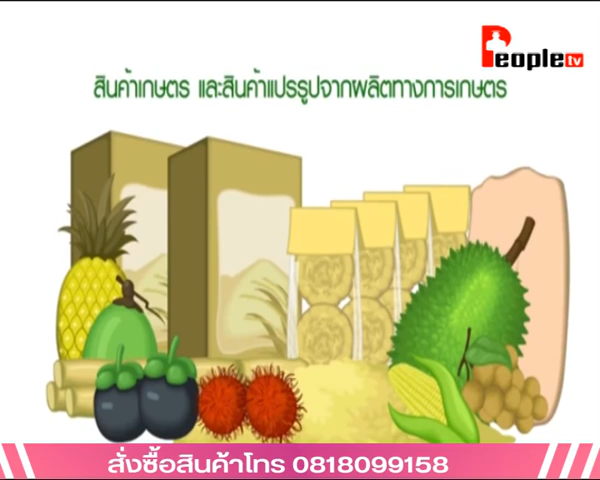 People tv
สินค้าเกษตร และสินค้าแปรรูปจากผลิตทางการเกษตร
สั่งซื้อสินค้าโทร 0818099158